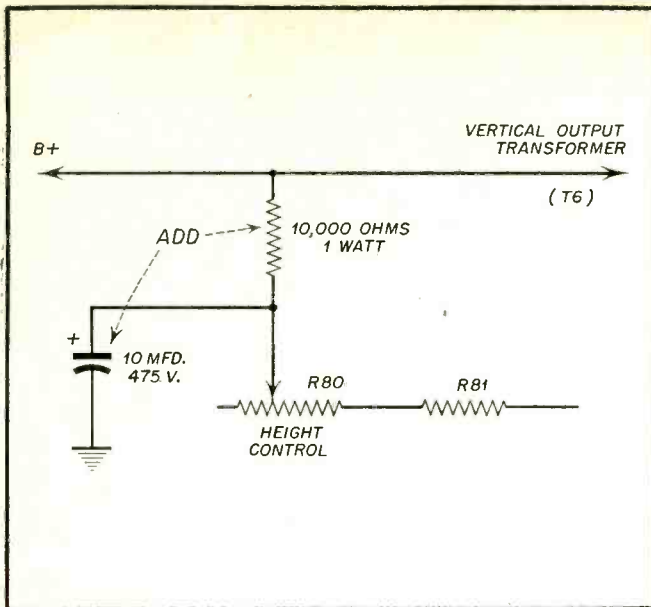 B+
VERTICAL OUTPUT
TRANSFORMER
(T6)
ADD
10,000 OHMS
1 WATT
+
10 MFD.
475 V.
R80
R81
HEIGHT
CONTROL